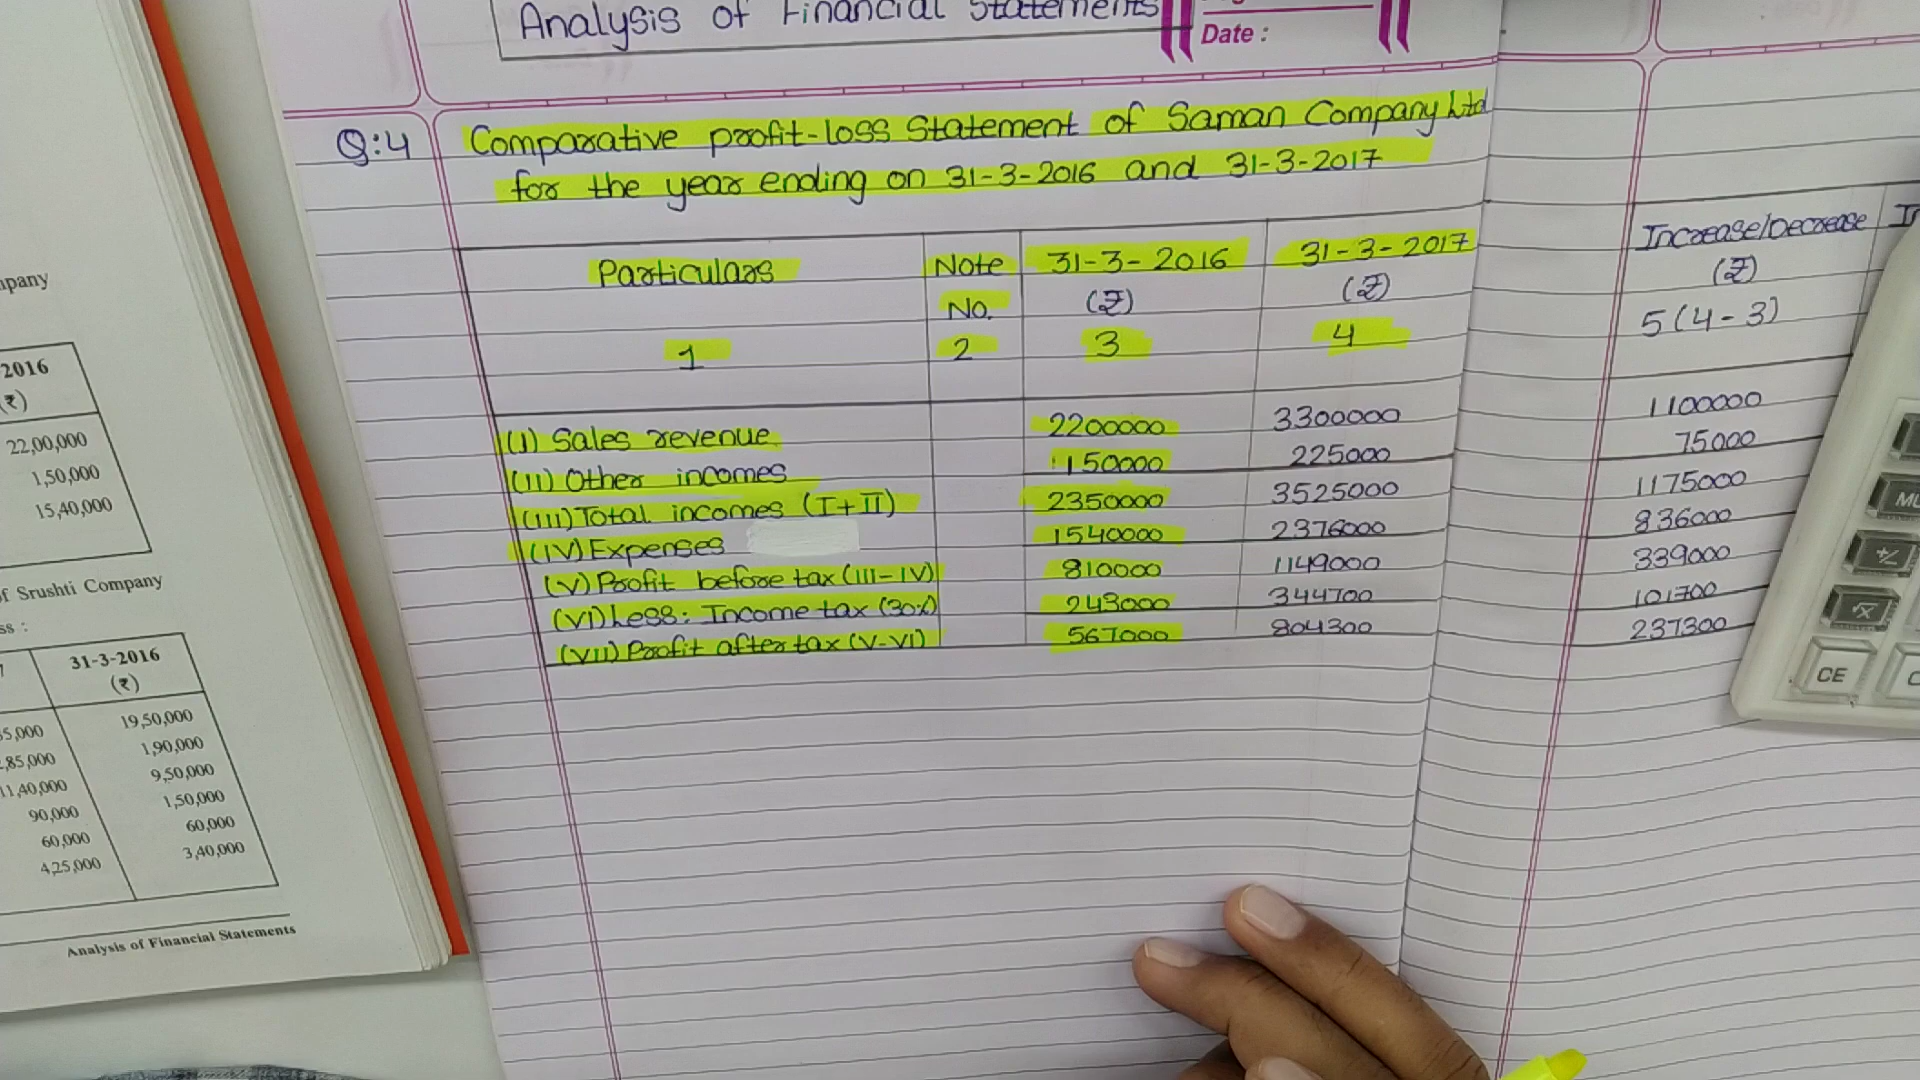 Analysis of Financial Statements
Date :
Q:4 Comparative profit-loss Statement of Saman Company Ltd
for the year ending on 31-3-2016 and 31-3-2017
Particulars Note No. 31-3-2016 (₹) 31-3-2017 (₹) Increase/Decrease (₹)
1 2 3 4 5(4-3)
(I) Sales revenue 2200000 3300000 1100000
(II) Other incomes 150000 225000 75000
(III) Total incomes (I+II) 2350000 3525000 1175000
(IV) Expenses 1540000 2376000 836000
(V) Profit before tax (III-IV) 810000 1149000 339000
(VI) Less: Income tax (30%) 243000 344700 101700
(VII) Profit after tax (V-VI) 567000 804300 237300
2016
(₹)
22,00,000
1,50,000
15,40,000
of Srushti Company
31-3-2016
(₹)
19,50,000
85,000 1,90,000
11,40,000 9,50,000
90,000 1,50,000
60,000 60,000
4,25,000 3,40,000
Analysis of Financial Statements
MU
+/-
√x
CE
C